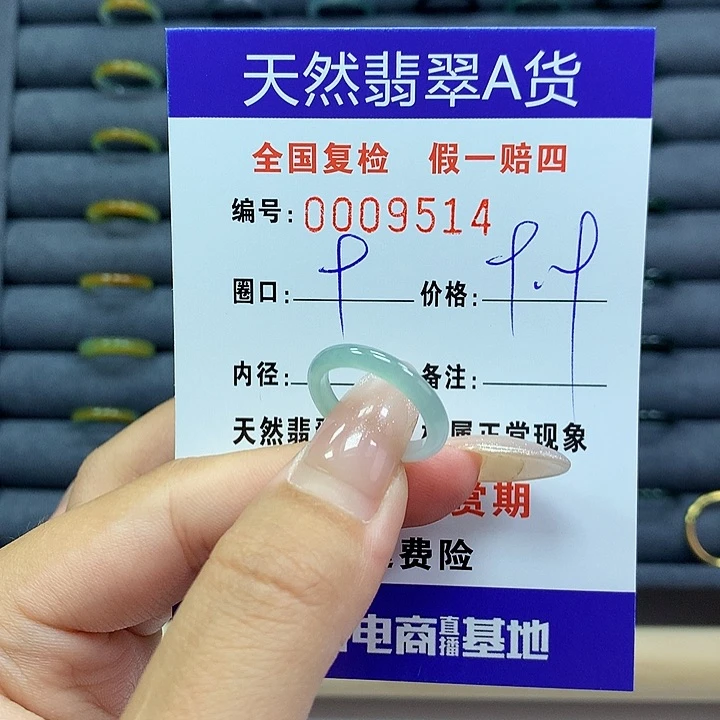 天然翡翠A货
全国复检 假一赔四
编号: 0009514
圈口: 价格:
内径: 备注:
天然翡 属正常现象
赏期
费险
电商直播基地